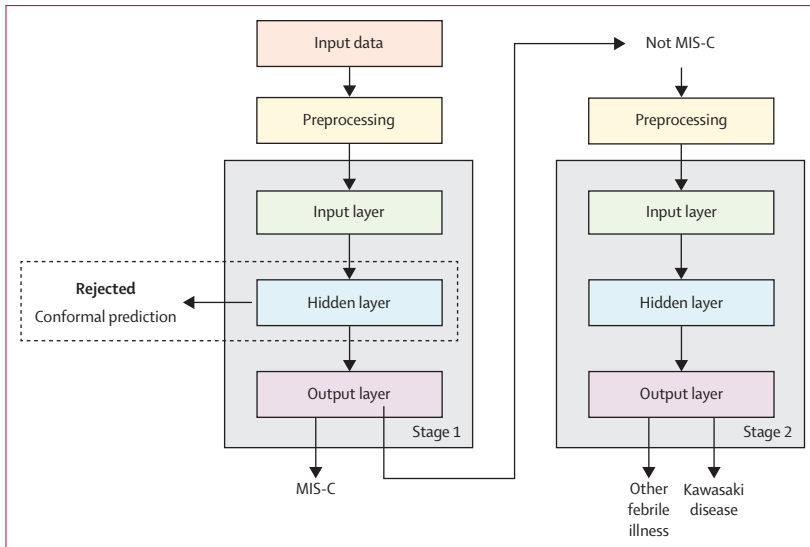 Input data
Preprocessing
Input layer
Rejected
Conformal prediction
Hidden layer
Output layer
Stage 1
MIS-C
Not MIS-C
Preprocessing
Input layer
Hidden layer
Output layer
Stage 2
Other
febrile
illness
Kawasaki
disease